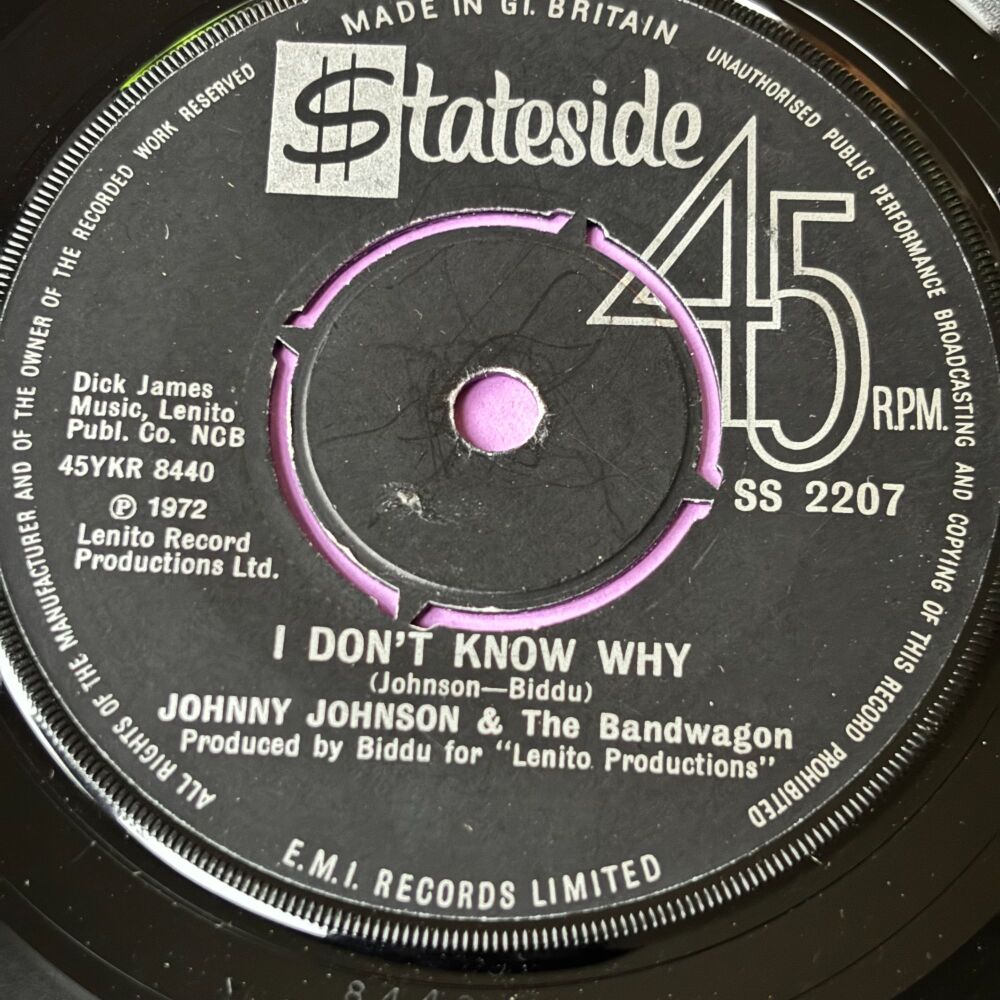 MADE IN GT. BRITAIN
$tateside
45
R.P.M.
SS 2207
Dick James
Music, Lenito
Publ. Co. NCB
45YKR 8440
Ⓟ 1972
Lenito Record
Productions Ltd.
I DON'T KNOW WHY
(Johnson—Biddu)
JOHNNY JOHNSON & The Bandwagon
Produced by Biddu for "Lenito Productions"
ALL RIGHTS OF THE MANUFACTURER AND OF THE OWNER OF THE RECORDED WORK RESERVED
UNAUTHORISED PUBLIC PERFORMANCE BROADCASTING AND COPYING OF THIS RECORD PROHIBITED
E.M.I. RECORDS LIMITED